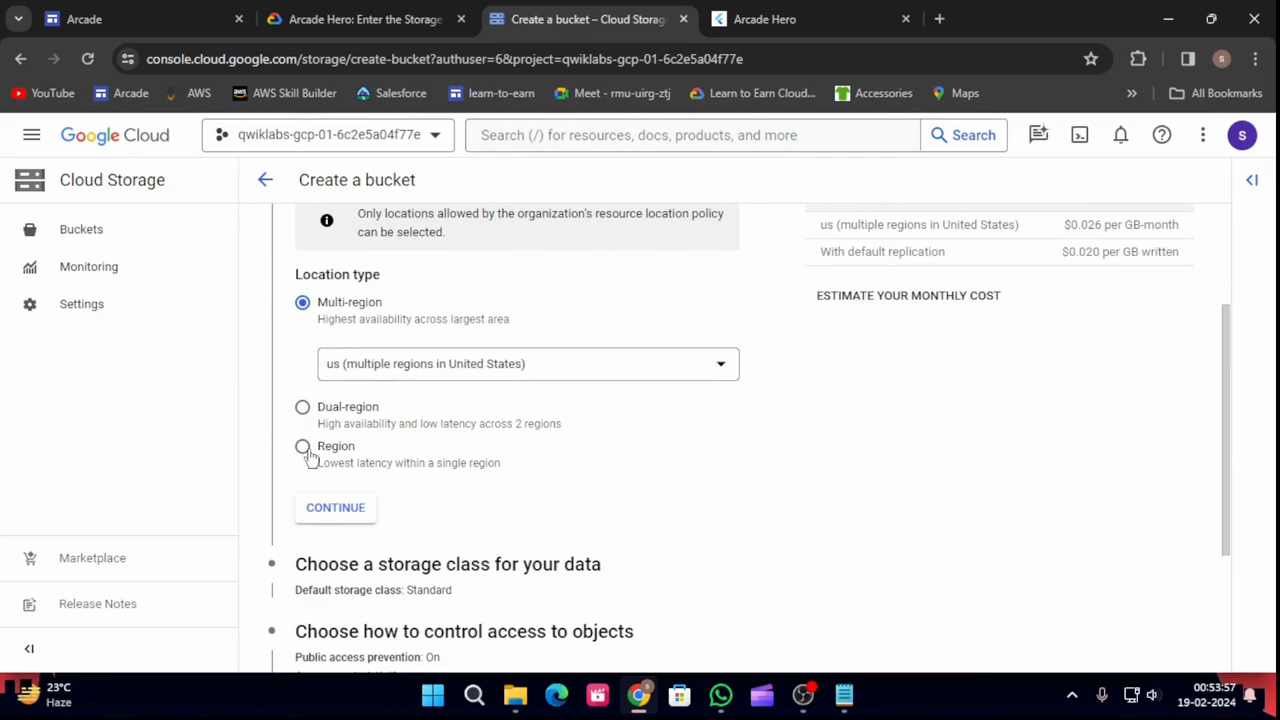 Arcade
Arcade Hero: Enter the Storage
Create a bucket – Cloud Storag
Arcade Hero
console.cloud.google.com/storage/create-bucket?authuser=6&project=qwiklabs-gcp-01-6c2e5a04f77e
S
YouTube
Arcade
AWS
AWS Skill Builder
Salesforce
learn-to-earn
Meet - rmu-uirg-ztj
Learn to Earn Cloud...
Accessories
Maps
All Bookmarks
Google Cloud
qwiklabs-gcp-01-6c2e5a04f77e
Search (/) for resources, docs, products, and more
Search
S
Cloud Storage
Create a bucket
Buckets
Monitoring
Settings
Marketplace
Release Notes
Only locations allowed by the organization's resource location policy
can be selected.
Location type
Multi-region
Highest availability across largest area
us (multiple regions in United States)
Dual-region
High availability and low latency across 2 regions
Region
Lowest latency within a single region
CONTINUE
Choose a storage class for your data
Default storage class: Standard
Choose how to control access to objects
Public access prevention: On
us (multiple regions in United States) $0.026 per GB-month
With default replication $0.020 per GB written
ESTIMATE YOUR MONTHLY COST
23°C
Haze
00:53:57
19-02-2024